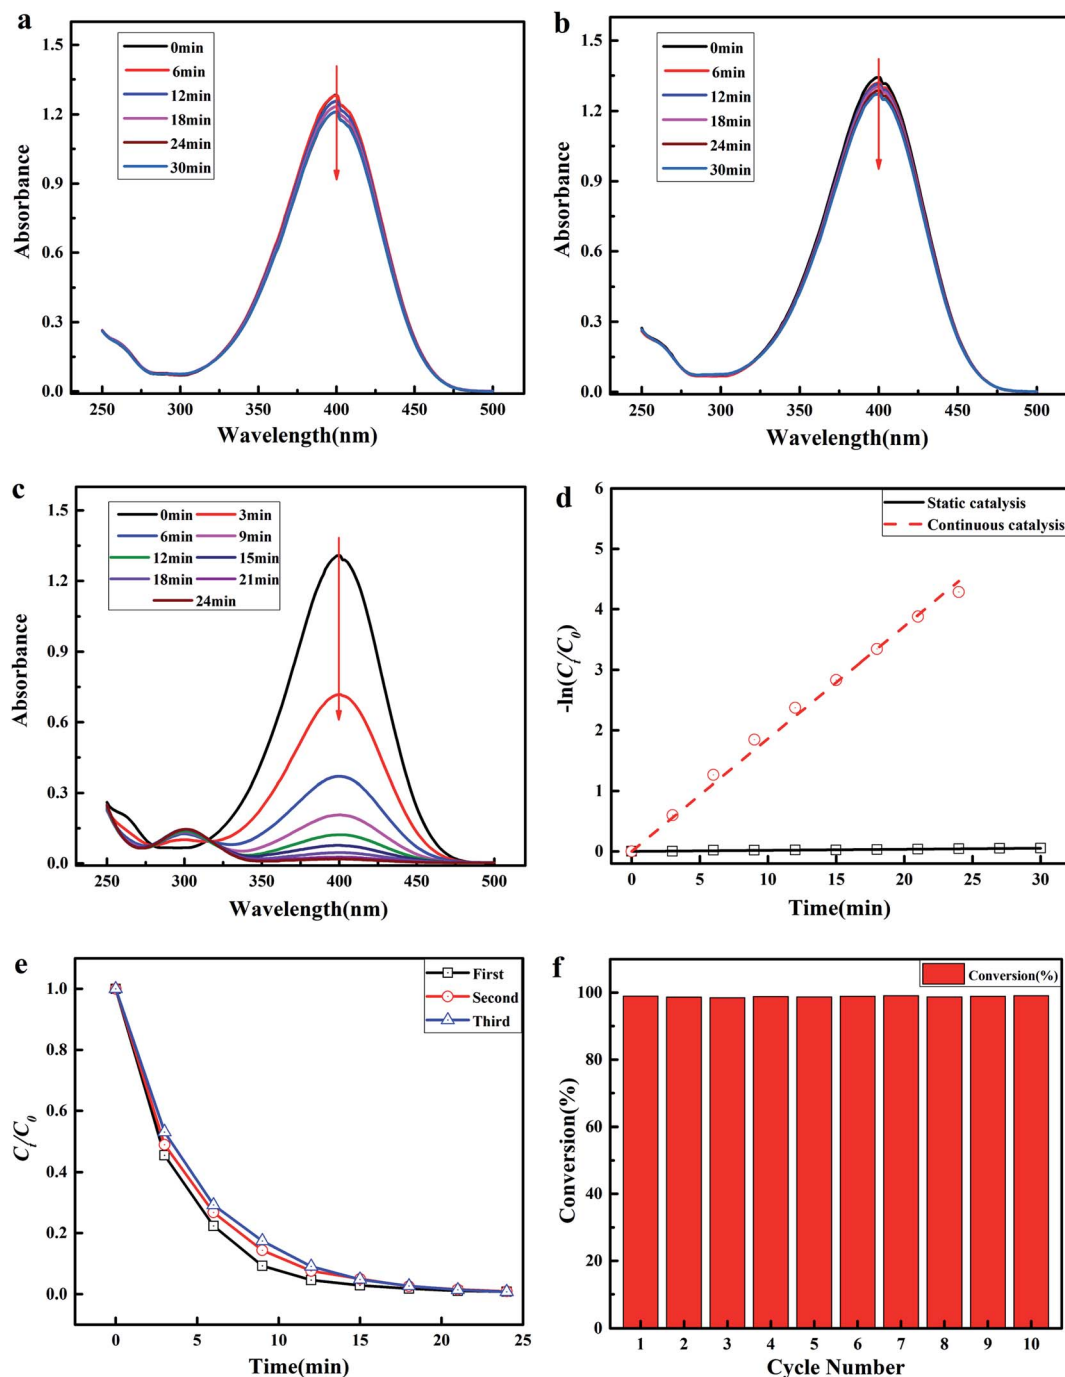 a
1.5
1.2
0.9
0.6
0.3
0.0
Absorbance
0min
6min
12min
18min
24min
30min
250 300 350 400 450 500
Wavelength(nm)
b
1.5
1.2
0.9
0.6
0.3
0.0
Absorbance
0min
6min
12min
18min
24min
30min
250 300 350 400 450 500
Wavelength(nm)
c
1.5
1.2
0.9
0.6
0.3
0.0
Absorbance
0min 3min
6min 9min
12min 15min
18min 21min
24min
250 300 350 400 450 500
Wavelength(nm)
d
6
5
4
3
2
1
0
-ln(Ct/C0)
Static catalysis
Continuous catalysis
0 5 10 15 20 25 30
Time(min)
e
1.0
0.8
0.6
0.4
0.2
0.0
Ct/C0
First
Second
Third
0 5 10 15 20 25
Time(min)
f
100
80
60
40
20
0
Conversion(%)
Conversion(%)
1 2 3 4 5 6 7 8 9 10
Cycle Number